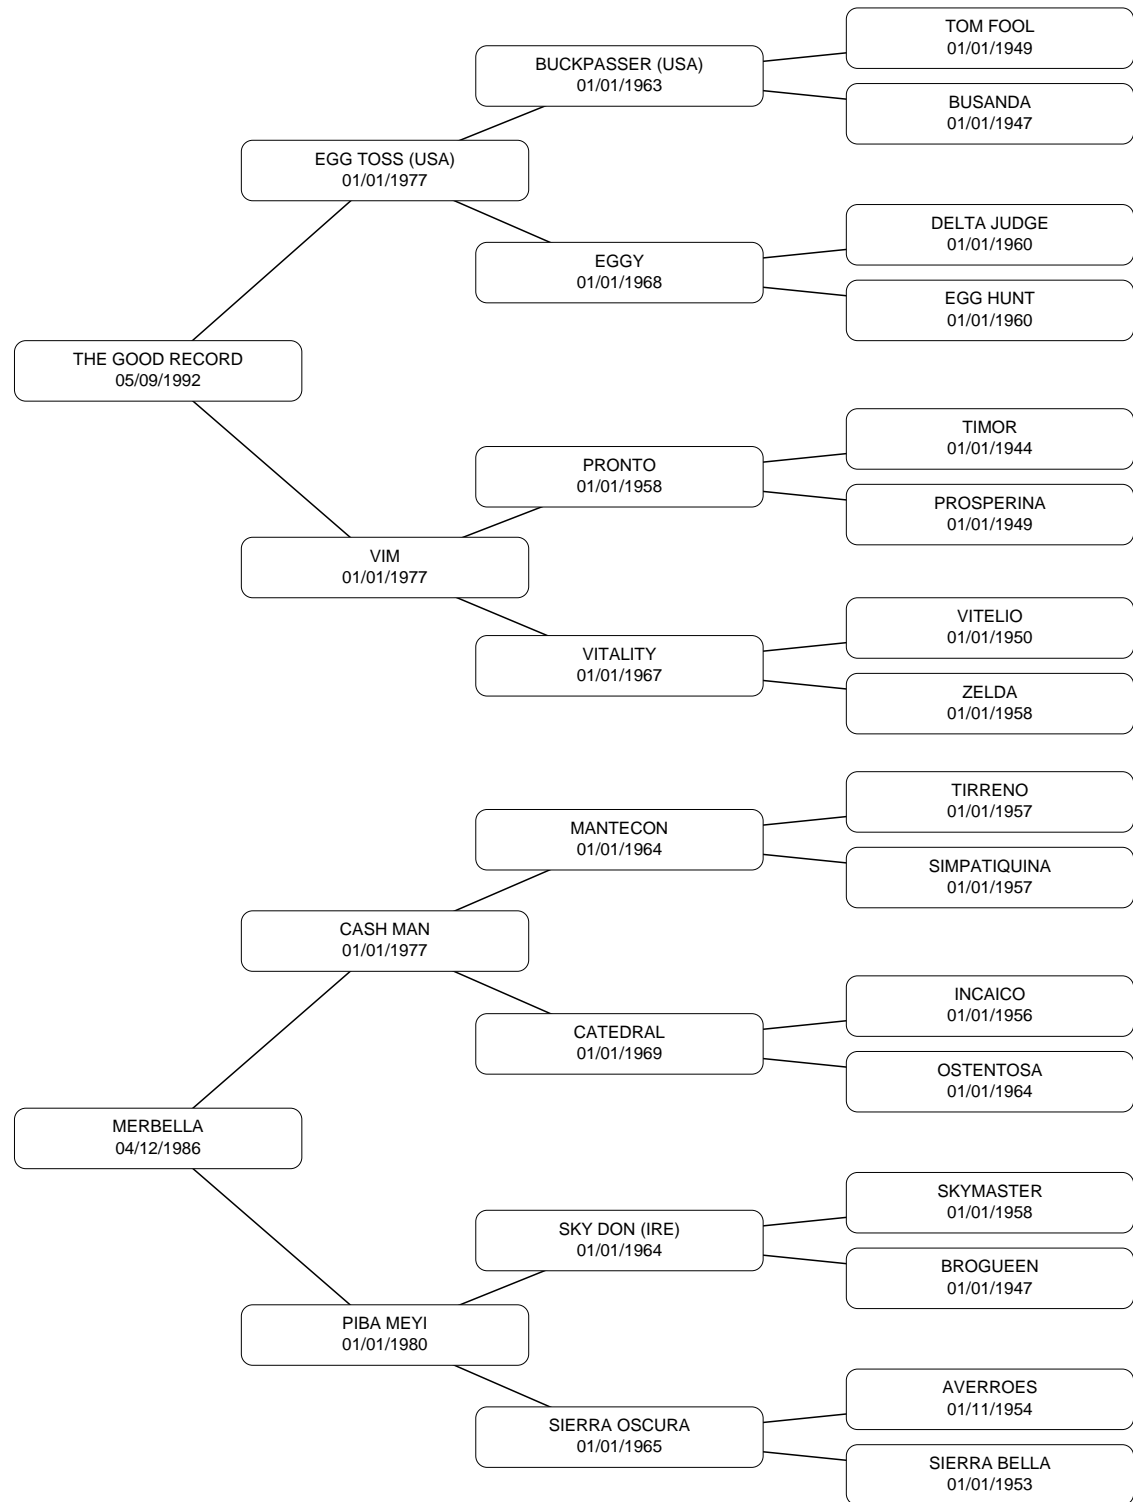 TOM FOOL
01/01/1949
BUCKPASSER (USA)
01/01/1963
BUSANDA
01/01/1947
EGG TOSS (USA)
01/01/1977
DELTA JUDGE
01/01/1960
EGGY
01/01/1968
EGG HUNT
01/01/1960
THE GOOD RECORD
05/09/1992
TIMOR
01/01/1944
PRONTO
01/01/1958
PROSPERINA
01/01/1949
VIM
01/01/1977
VITELIO
01/01/1950
VITALITY
01/01/1967
ZELDA
01/01/1958
TIRRENO
01/01/1957
MANTECON
01/01/1964
SIMPATIQUINA
01/01/1957
CASH MAN
01/01/1977
INCAICO
01/01/1956
CATEDRAL
01/01/1969
OSTENTOSA
01/01/1964
MERBELLA
04/12/1986
SKYMASTER
01/01/1958
SKY DON (IRE)
01/01/1964
BROGUEEN
01/01/1947
PIBA MEYI
01/01/1980
AVERROES
01/11/1954
SIERRA OSCURA
01/01/1965
SIERRA BELLA
01/01/1953